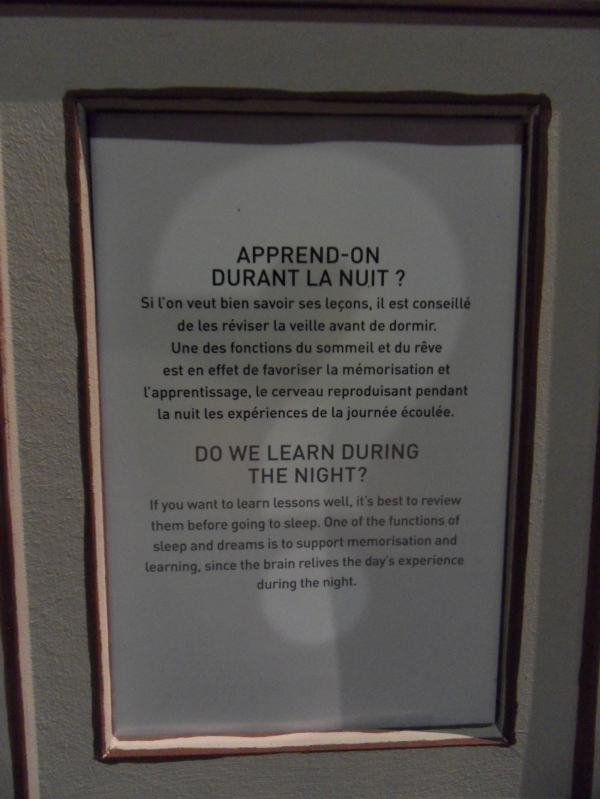 APPREND-ON
DURANT LA NUIT ?
Si l'on veut bien savoir ses leçons, il est conseillé
de les réviser la veille avant de dormir.
Une des fonctions du sommeil et du rêve
est en effet de favoriser la mémorisation et
l'apprentissage, le cerveau reproduisant pendant
la nuit les expériences de la journée écoulée.
DO WE LEARN DURING
THE NIGHT?
If you want to learn lessons well, it's best to review
them before going to sleep. One of the functions of
sleep and dreams is to support memorisation and
learning, since the brain relives the day's experience
during the night.